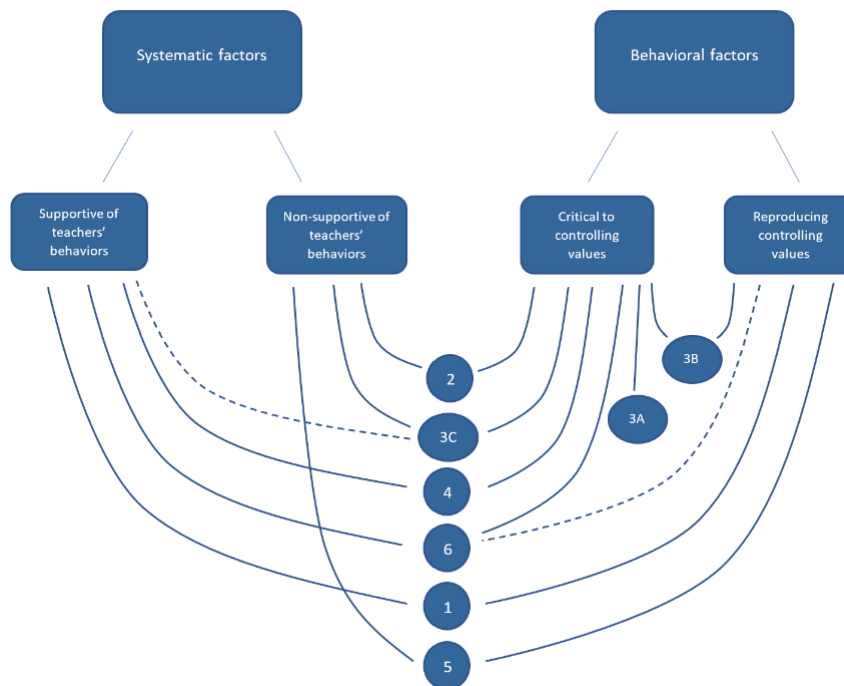 Systematic factors
Behavioral factors
Supportive of
teachers'
behaviors
Non-supportive of
teachers'
behaviors
Critical to
controlling
values
Reproducing
controlling
values
2
3B
3A
3C
4
6
1
5